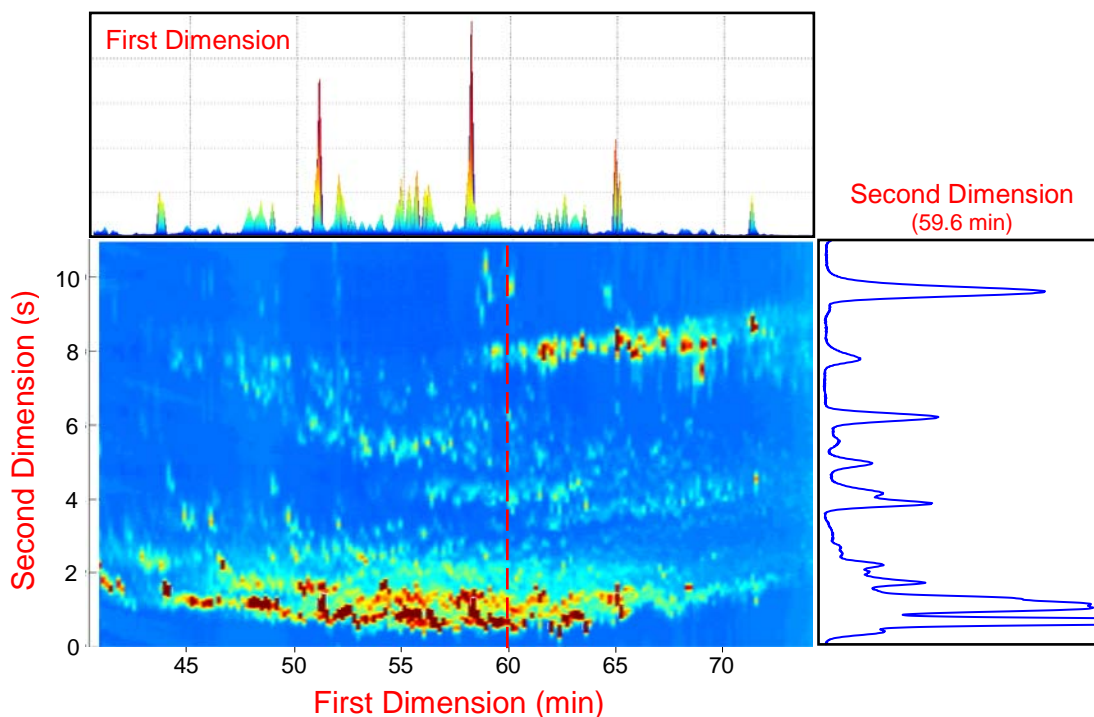 First Dimension
Second Dimension
(59.6 min)
Second Dimension (s)
10
8
6
4
2
0
45 50 55 60 65 70
First Dimension (min)